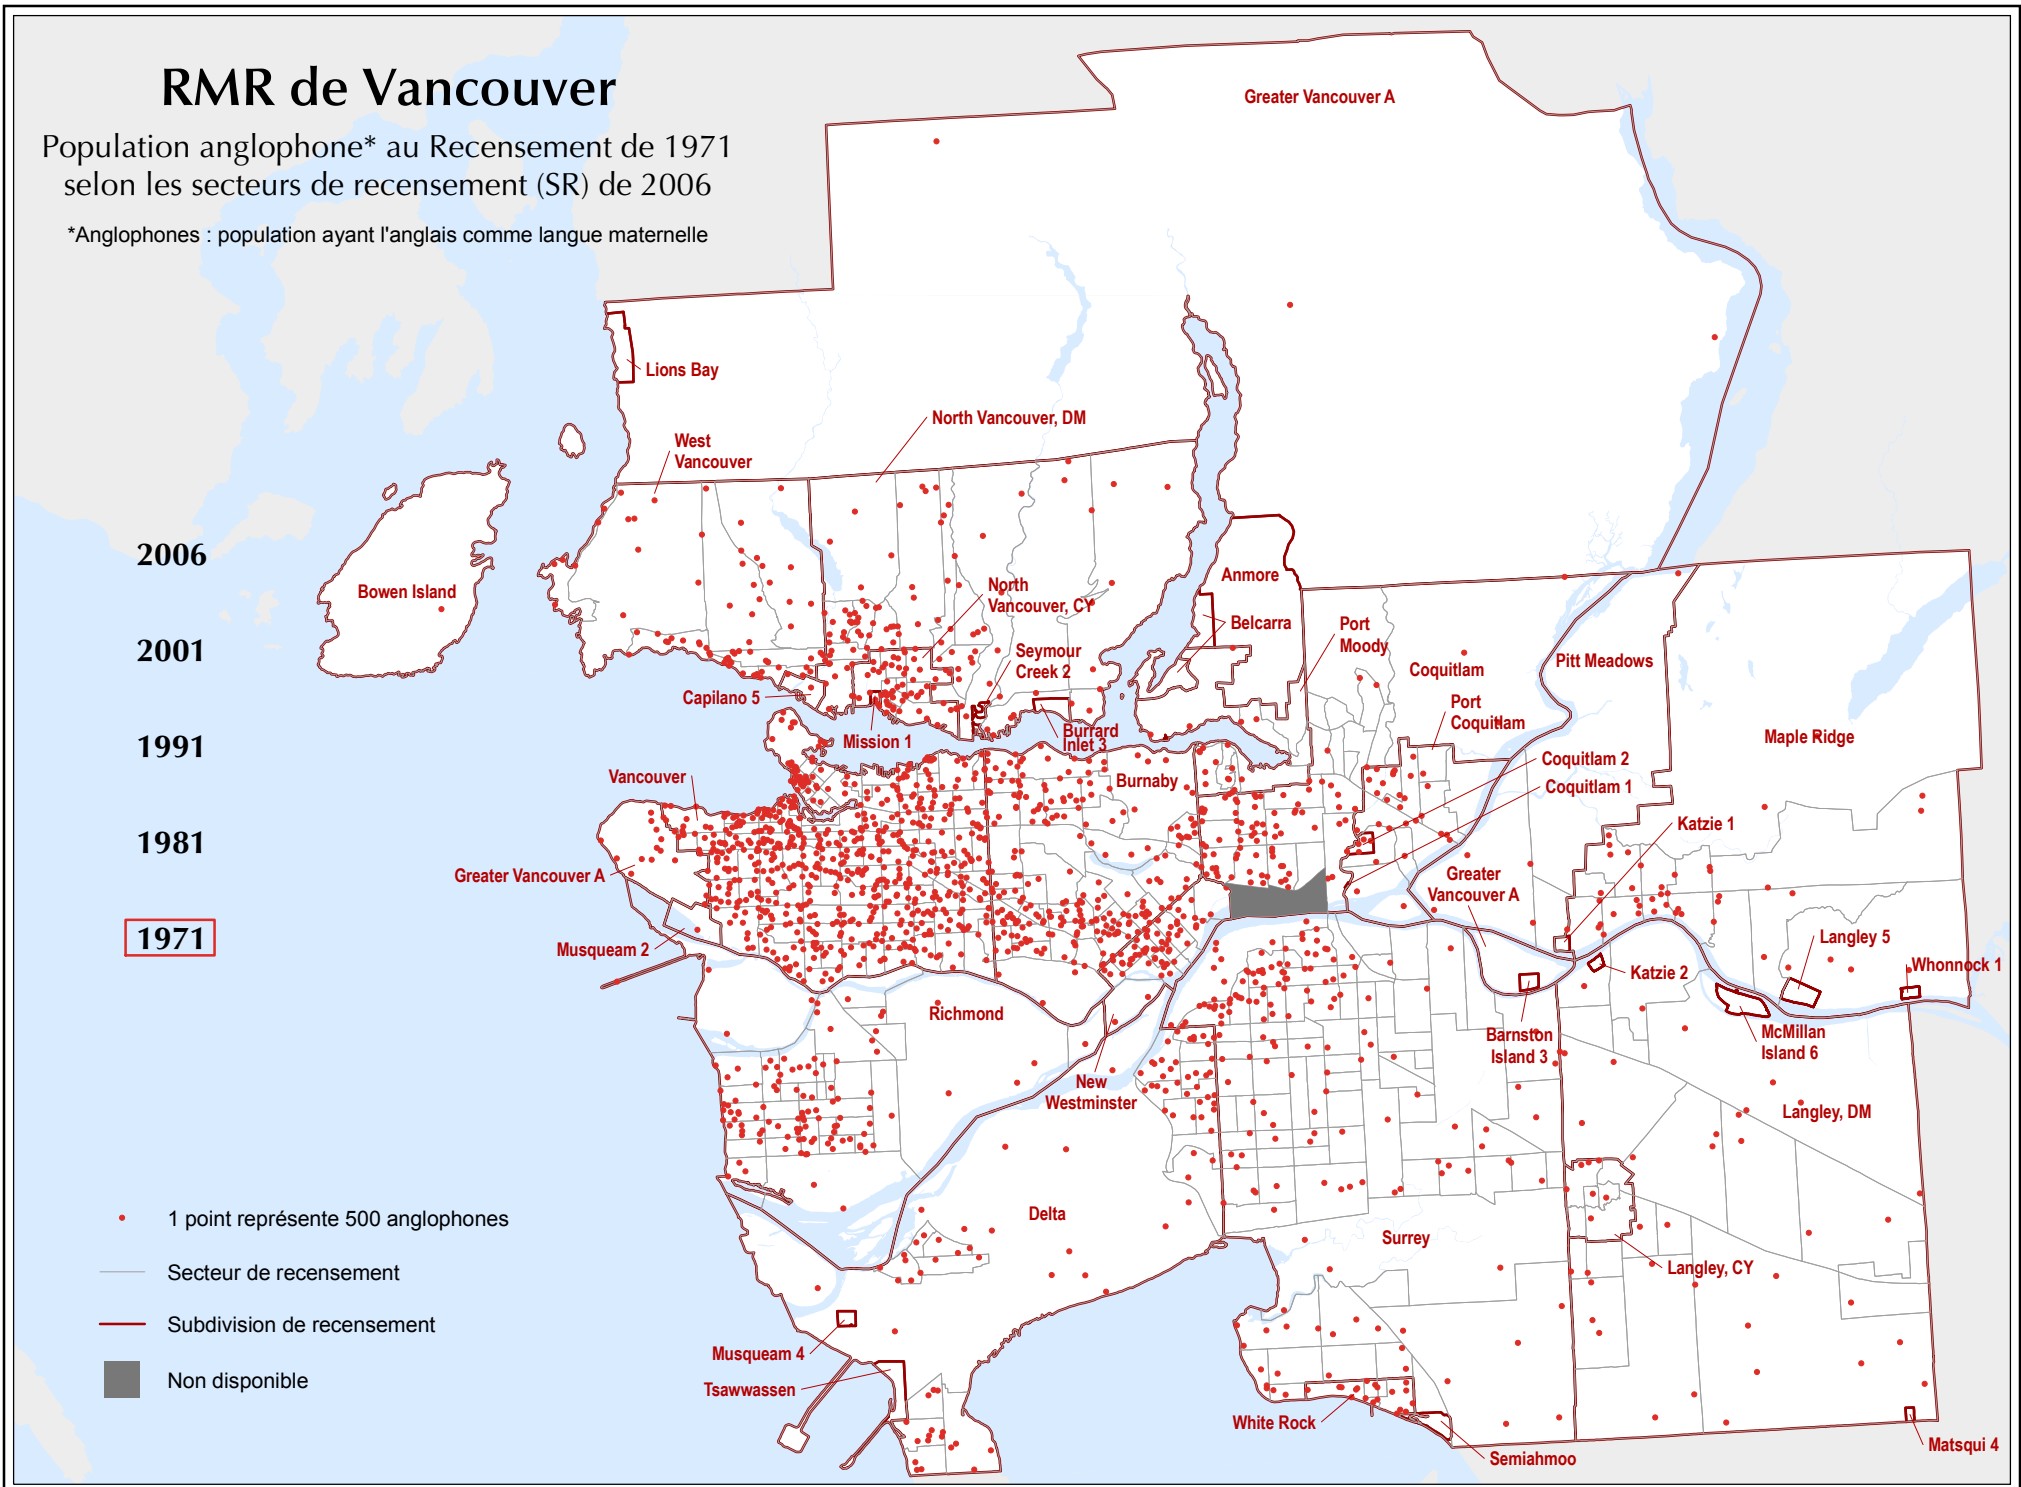 RMR de Vancouver
Population anglophone* au Recensement de 1971
selon les secteurs de recensement (SR) de 2006
*Anglophones : population ayant l'anglais comme langue maternelle
Greater Vancouver A
Lions Bay
North Vancouver, DM
West
Vancouver
2006
Bowen Island
Anmore
North
Vancouver, CY
Belcarra
Port
Moody
2001
Seymour
Creek 2
Coquitlam
Pitt Meadows
Capilano 5
Port
Coquitlam
Mission 1
Burrard
Inlet 3
1991
Maple Ridge
Vancouver
Burnaby
Coquitlam 2
Coquitlam 1
Katzie 1
1981
Greater Vancouver A
Greater
Vancouver A
1971
Musqueam 2
Langley 5
Whonnock 1
Katzie 2
Richmond
Barnston
Island 3
McMillan
Island 6
New
Westminster
Langley, DM
1 point représente 500 anglophones
Delta
Surrey
Secteur de recensement
Langley, CY
Subdivision de recensement
Musqueam 4
Non disponible
Tsawwassen
White Rock
Semiahmoo
Matsqui 4